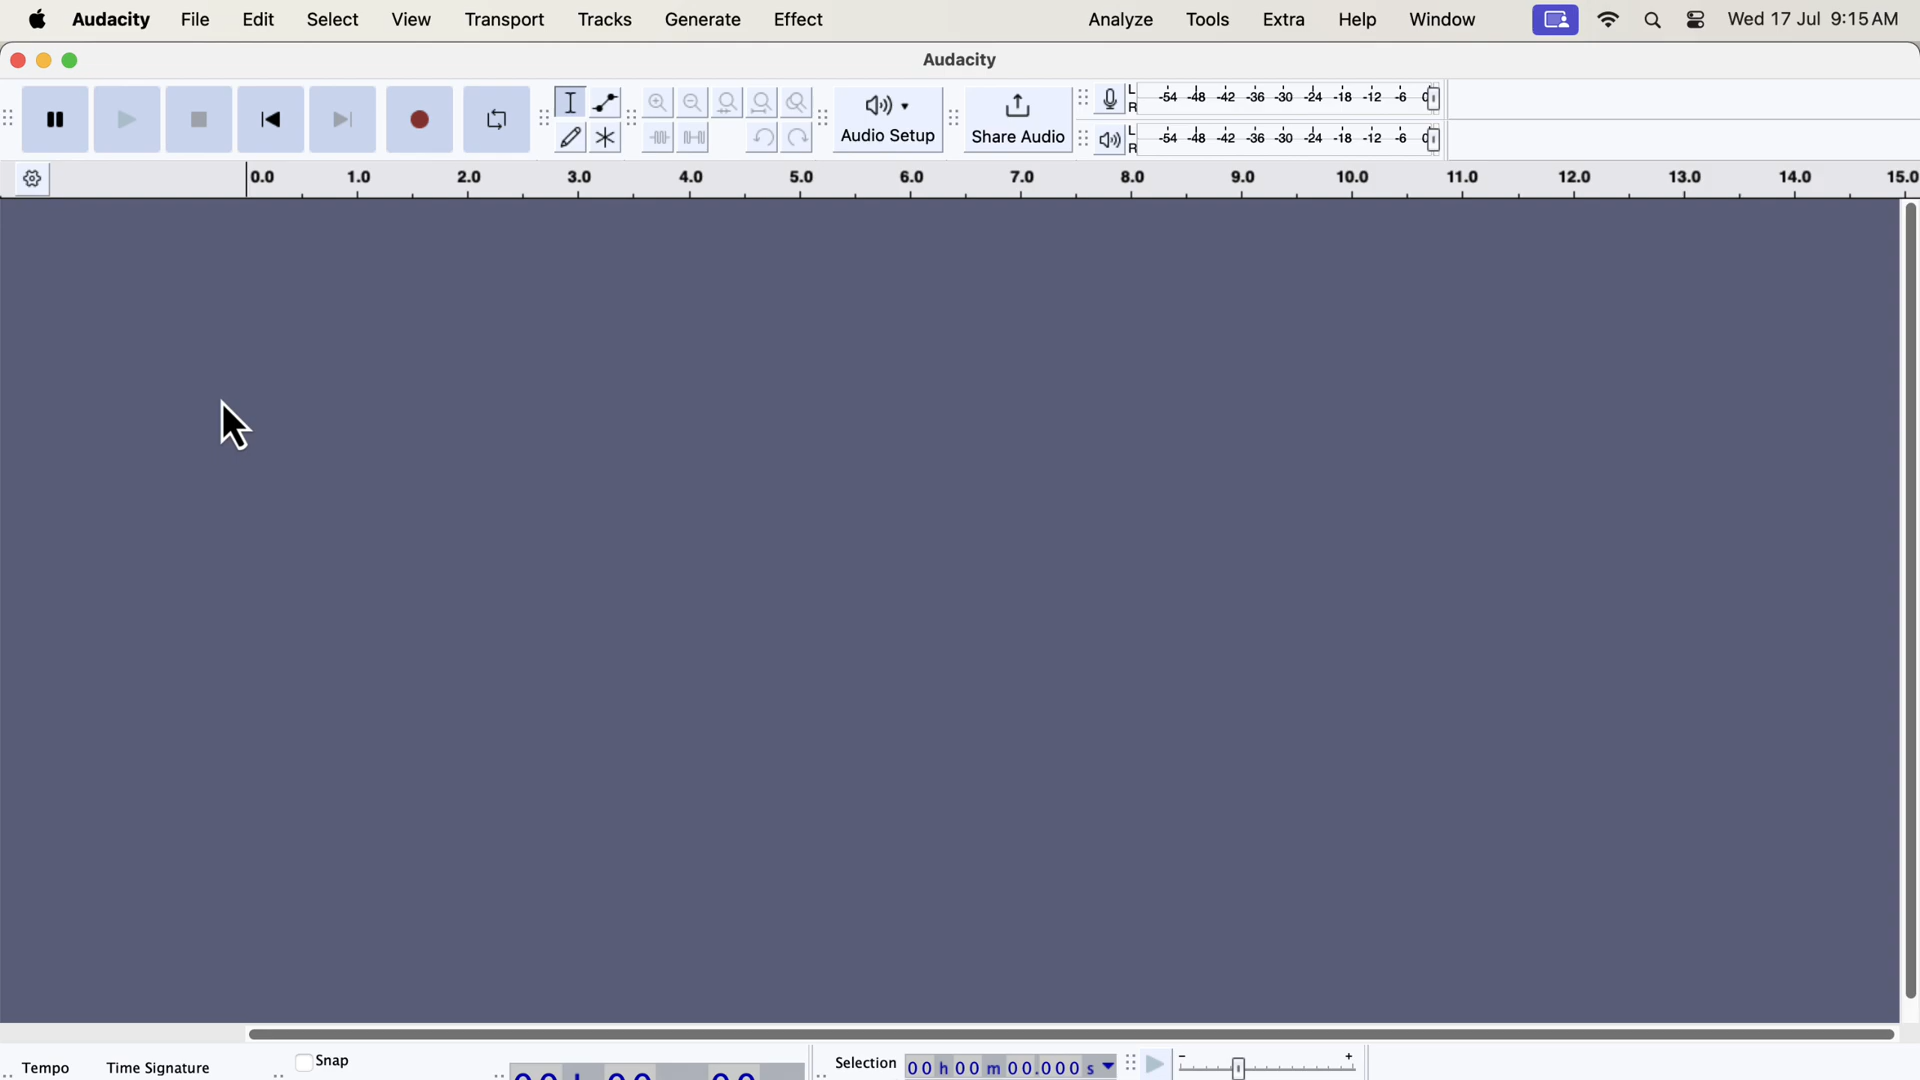 Audacity File Edit Select View Transport Tracks Generate Effect Analyze Tools Extra Help Window Wed 17 Jul 9:15 AM
Audacity
L -54 -48 -42 -36 -30 -24 -18 -12 -6 0
R
Audio Setup Share Audio
L -54 -48 -42 -36 -30 -24 -18 -12 -6 0
R
0.0 1.0 2.0 3.0 4.0 5.0 6.0 7.0 8.0 9.0 10.0 11.0 12.0 13.0 14.0 15.0
Tempo Time Signature Snap Selection 00 h 00 m 00.000 s - +